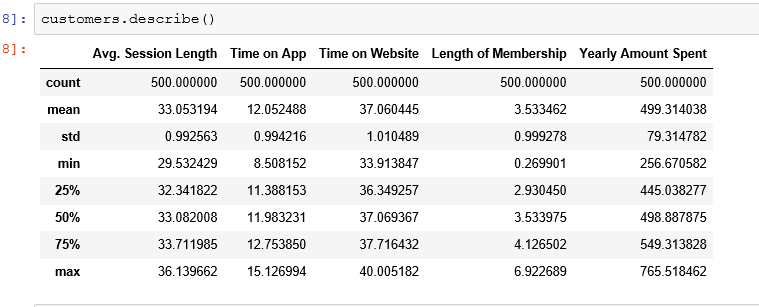 8]: customers.describe()
8]:
Avg. Session Length Time on App Time on Website Length of Membership Yearly Amount Spent
count 500.000000 500.000000 500.000000 500.000000 500.000000
mean 33.053194 12.052488 37.060445 3.533462 499.314038
std 0.992563 0.994216 1.010489 0.999278 79.314782
min 29.532429 8.508152 33.913847 0.269901 256.670582
25% 32.341822 11.388153 36.349257 2.930450 445.038277
50% 33.082008 11.983231 37.069367 3.533975 498.887875
75% 33.711985 12.753850 37.716432 4.126502 549.313828
max 36.139662 15.126994 40.005182 6.922689 765.518462